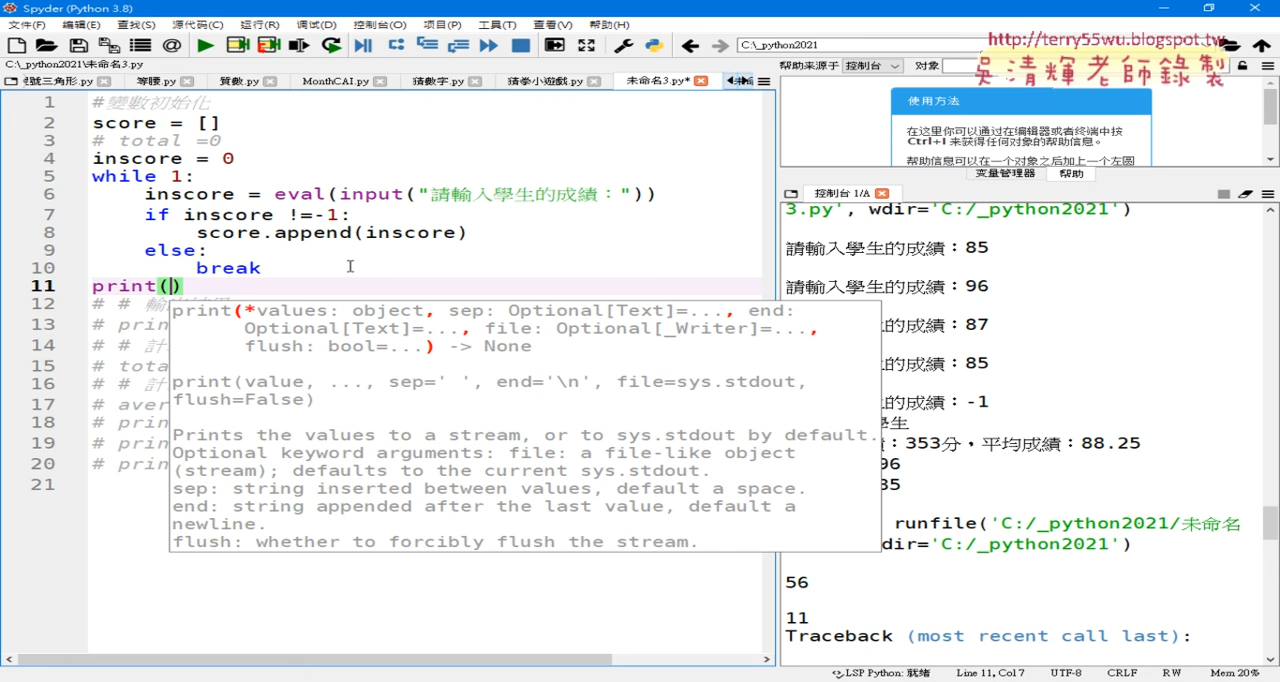 Spyder (Python 3.8)
文件(F) 编辑(E) 查找(S) 源代码(C) 运行(R) 调试(D) 控制台(O) 项目(P) 工具(T) 查看(V) 帮助(H)
C:\_python2021
http://terry55wu.blogspot.tw
吳清輝老師錄製
C:\_python2021\未命名3.py
帮助来源于 控制台 对象
號三角形.py 等腰.py 質數.py MonthCAl.py 猜數字.py 猜拳小遊戲.py 未命名3.py*
使用方法
在这里你可以通过在编辑器或者终端中按
Ctrl+I 来获得任何对象的帮助信息。
帮助信息可以在一个对象之后加上一个左圆
变量管理器 帮助
控制台 1/A
1 #變數初始化
2 score = []
3 # total =0
4 inscore = 0
5 while 1:
6 inscore = eval(input("請輸入學生的成績："))
7 if inscore !=-1:
8 score.append(inscore)
9 else:
10 break
11 print()
12 # #
13 # prin
14 # # 計
15 # tota
16 # # 計
17 # aver
18 # prin
19 # prin
20 # prin
21
print(*values: object, sep: Optional[Text]=..., end:
Optional[Text]=..., file: Optional[_Writer]=...,
flush: bool=...) -> None
print(value, ..., sep=' ', end='\n', file=sys.stdout,
flush=False)
Prints the values to a stream, or to sys.stdout by default.
Optional keyword arguments: file: a file-like object
(stream); defaults to the current sys.stdout.
sep: string inserted between values, default a space.
end: string appended after the last value, default a
newline.
flush: whether to forcibly flush the stream.
3.py', wdir='C:/_python2021')
請輸入學生的成績：85
請輸入學生的成績：96
的成績：87
的成績：85
的成績：-1
學生
：353分，平均成績：88.25
96
85
runfile('C:/_python2021/未命名
dir='C:/_python2021')
56
11
Traceback (most recent call last):
LSP Python: 就绪 Line 11, Col 7 UTF-8 CRLF RW Mem 20%